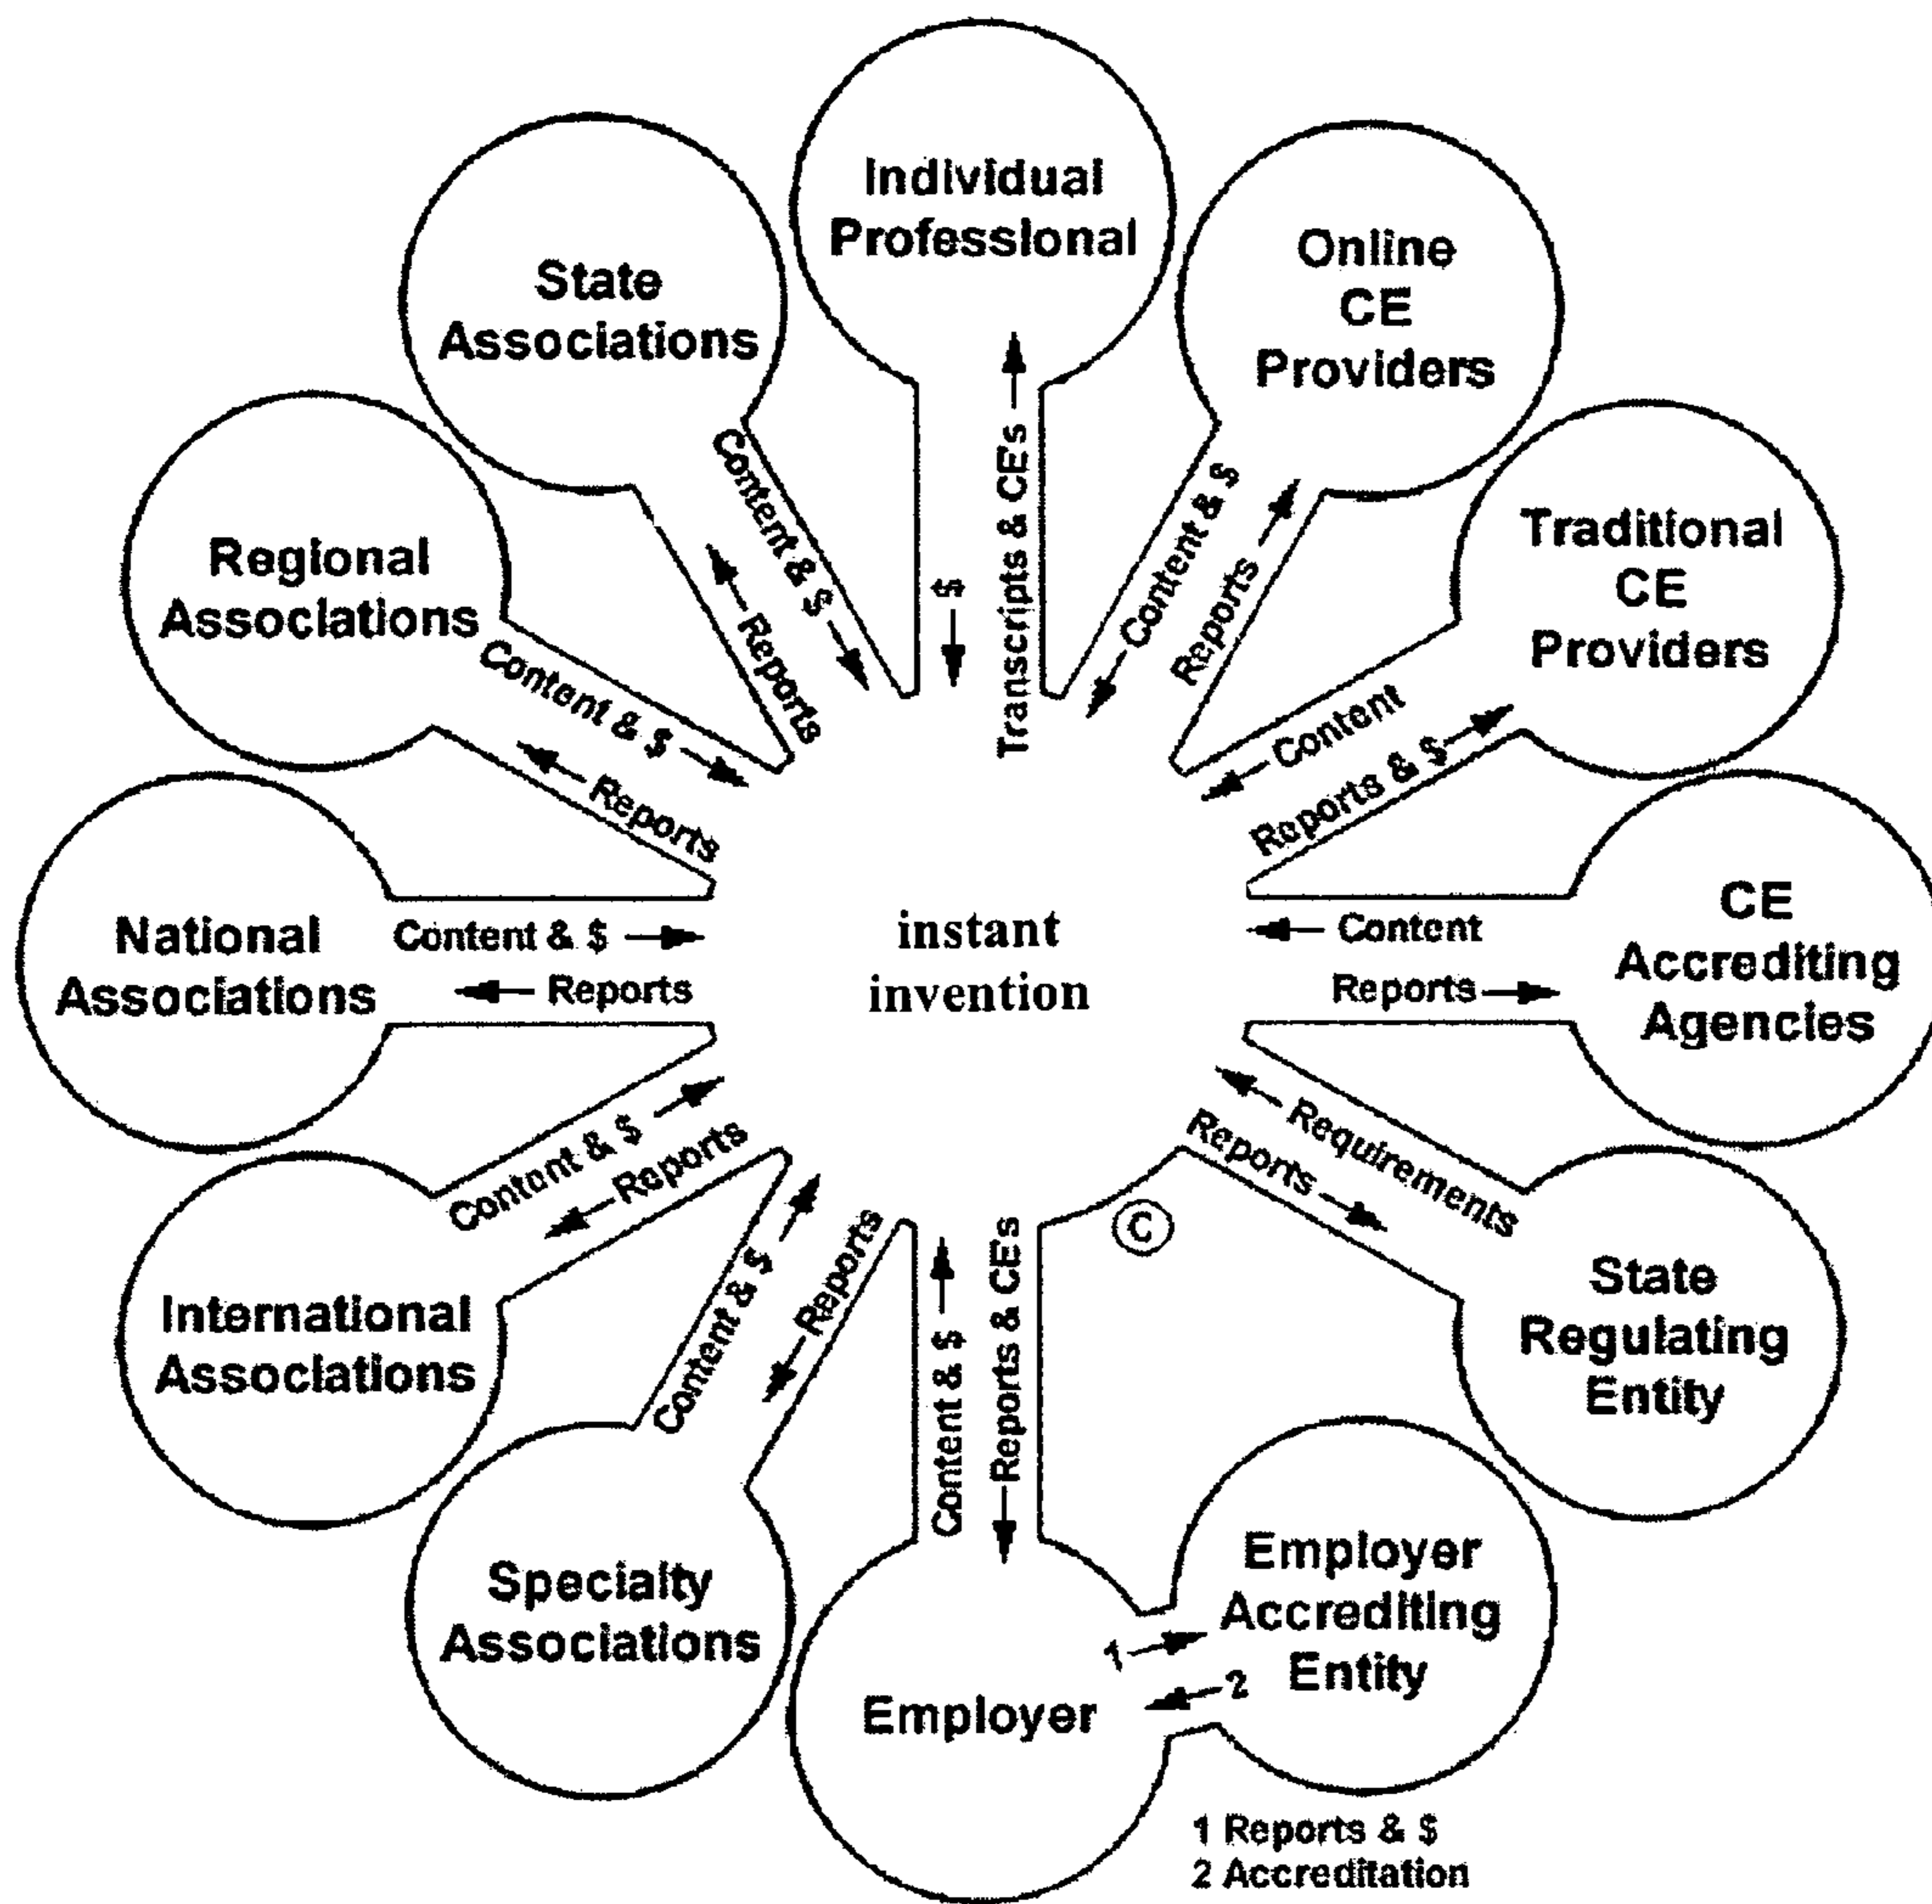 Individual
Professional
$
Transcripts & CEs
Online
CE
Providers
Content & $
Reports
Traditional
CE
Providers
Content
Reports & $
CE
Accrediting
Agencies
Content
Reports
State
Regulating
Entity
Requirements
Reports
C
Employer
Accrediting
Entity
1
2
1 Reports & $
2 Accreditation
Employer
Content & $
Reports & CEs
Specialty
Associations
Content & $
Reports
International
Associations
Content & $
Reports
National
Associations
Content & $
Reports
Regional
Associations
Content & $
Reports
State
Associations
Content & $
Reports
instant
invention